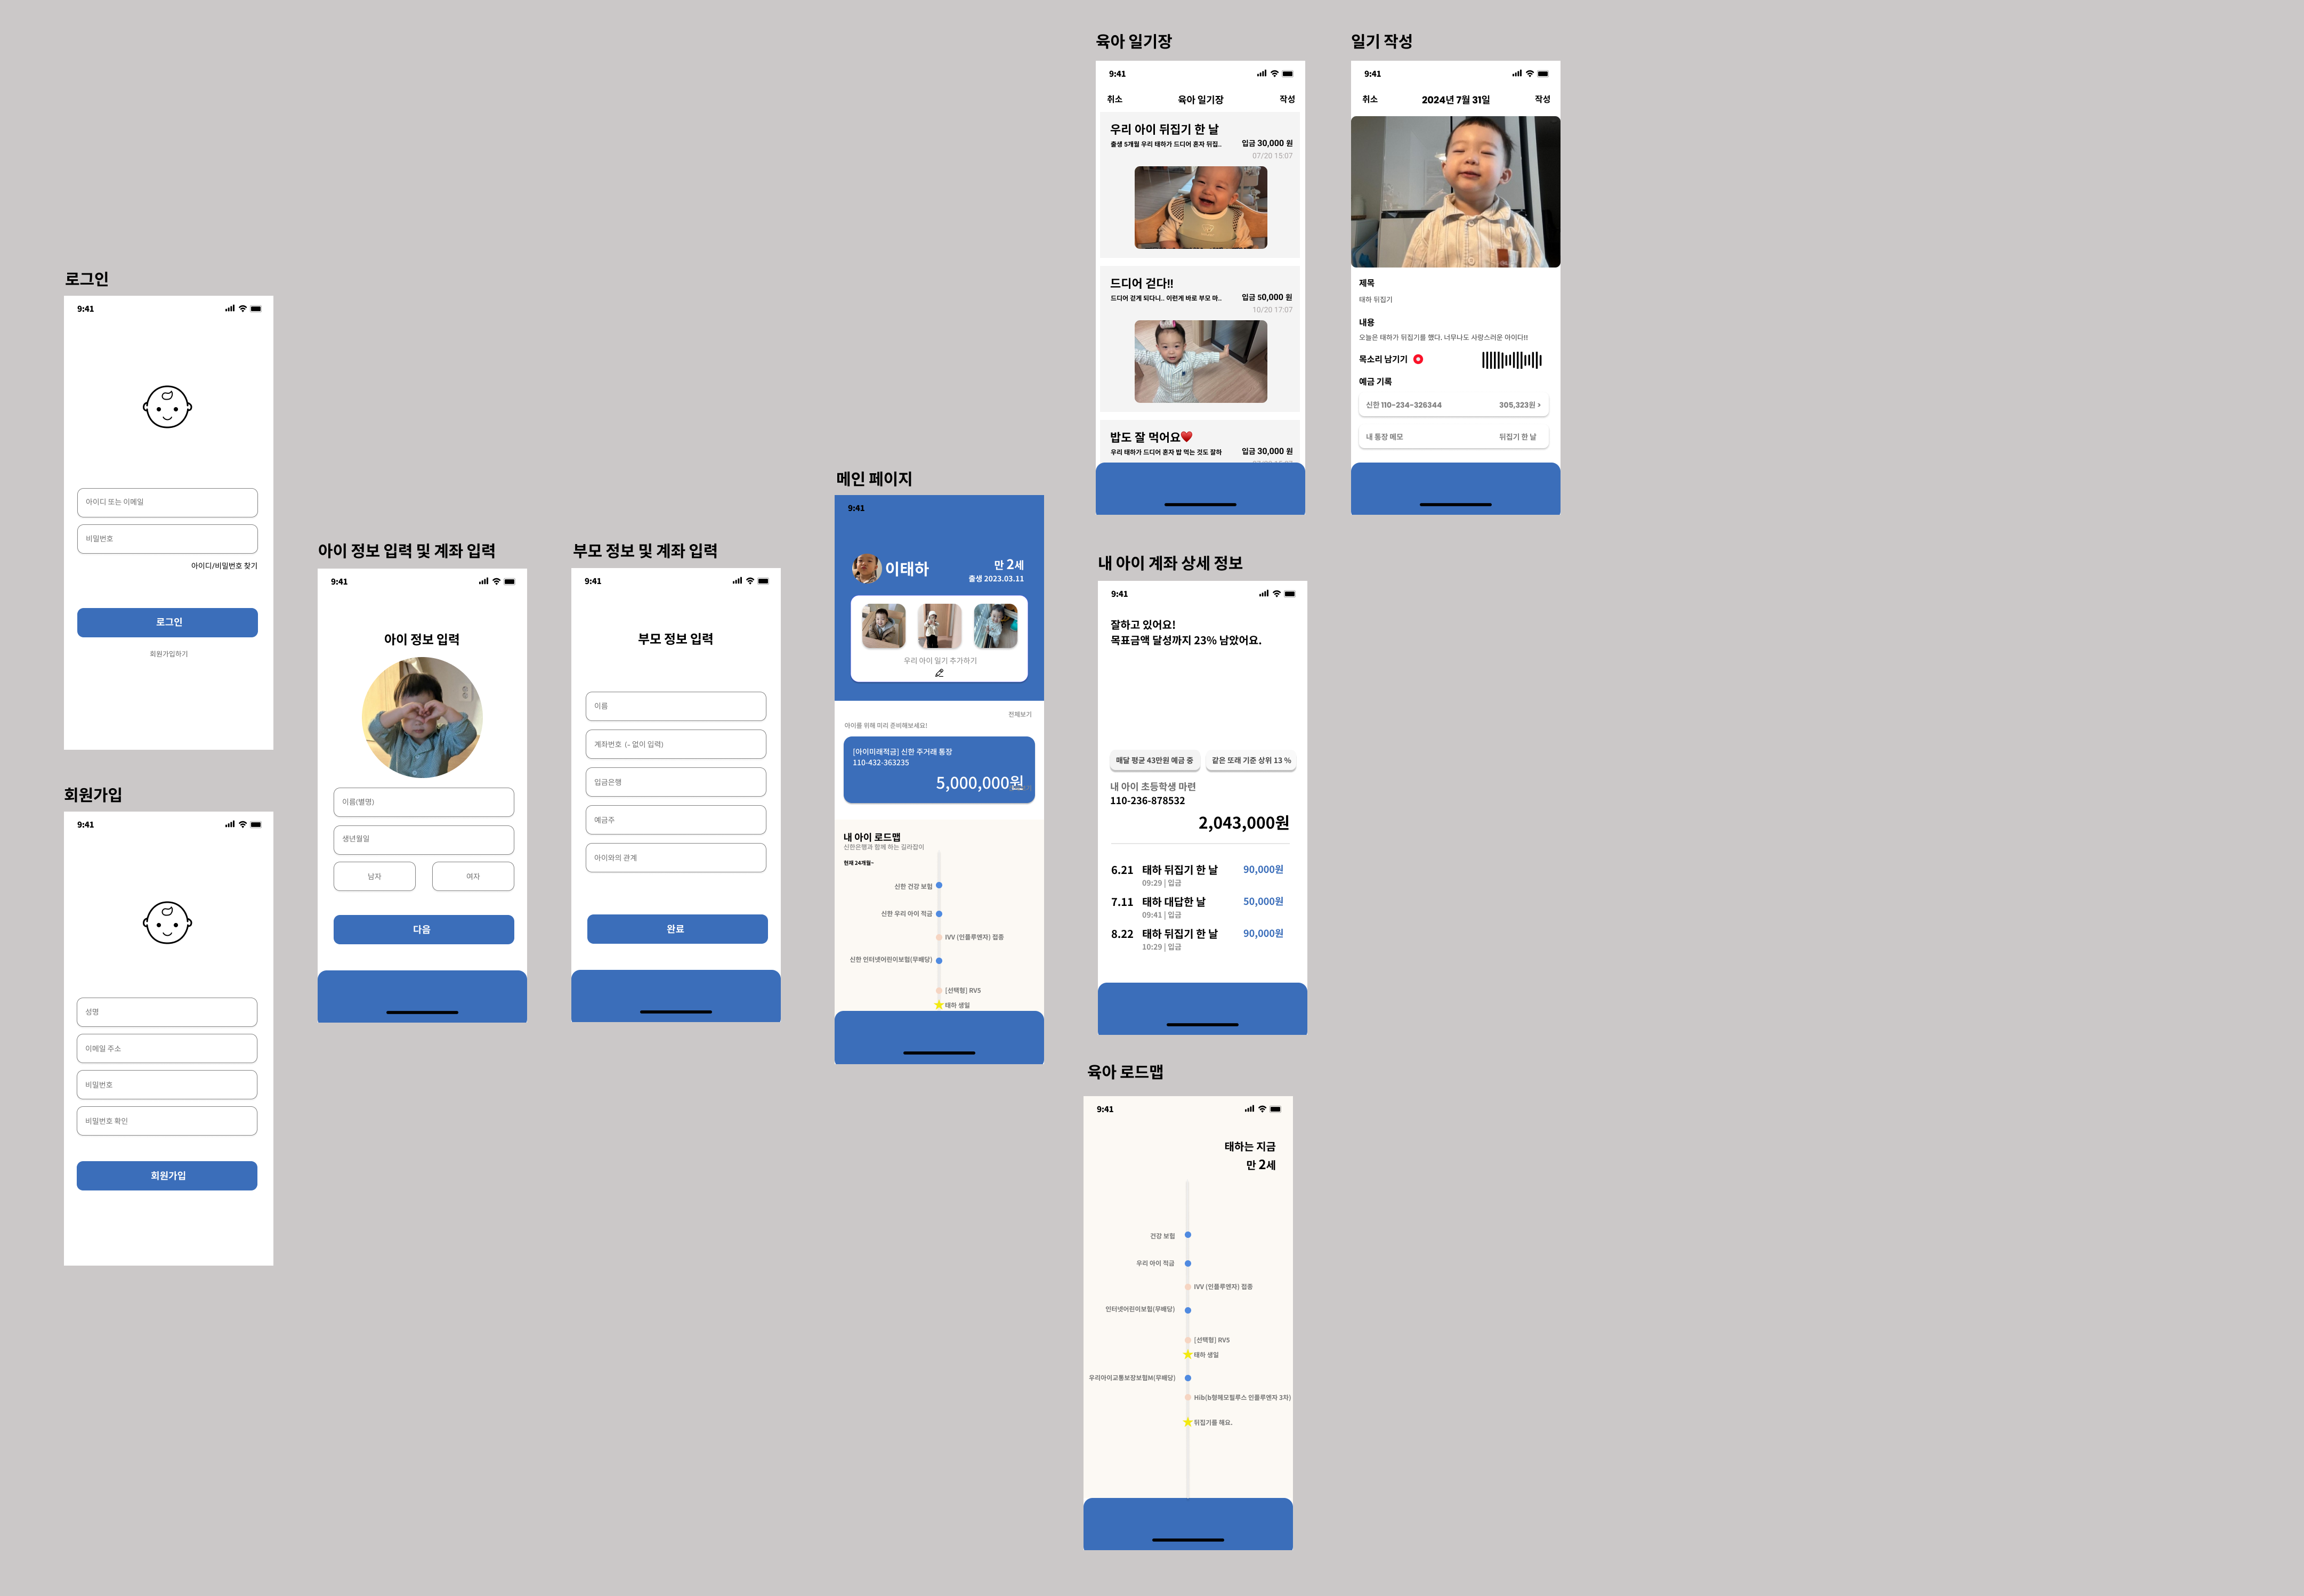 육아 일기장
9:41
취소 육아 일기장 작성
우리 아이 뒤집기 한 날
출생 5개월 우리 태하가 드디어 혼자 뒤집.. 입금 30,000 원
07/20 15:07
드디어 걷다!!
드디어 걷게 되다니.. 이런게 바로 부모 마.. 입금 50,000 원
10/20 17:07
밥도 잘 먹어요❤️
우리 태하가 드디어 혼자 밥 먹는 것도 잘하 입금 30,000 원
일기 작성
9:41
취소 2024년 7월 31일 작성
제목
태하 뒤집기
내용
오늘은 태하가 뒤집기를 했다. 너무나도 사랑스러운 아이다!!
목소리 남기기
예금 기록
신한 110-234-326344 305,323원 >
내 통장 메모 뒤집기 한 날
로그인
9:41
아이디 또는 이메일
비밀번호
아이디/비밀번호 찾기
로그인
회원가입하기
회원가입
9:41
성명
이메일 주소
비밀번호
비밀번호 확인
회원가입
아이 정보 입력 및 계좌 입력
9:41
아이 정보 입력
이름(별명)
생년월일
남자 여자
다음
부모 정보 및 계좌 입력
9:41
부모 정보 입력
이름
계좌번호 (- 없이 입력)
입금은행
예금주
아이와의 관계
완료
메인 페이지
9:41
이태하 만 2세
출생 2023.03.11
우리 아이 일기 추가하기
전체보기
아이를 위해 미리 준비해보세요!
[아이미래적금] 신한 주거래 통장
110-432-363235
5,000,000원
내 아이 로드맵
신한은행과 함께 하는 길라잡이
현재 24개월~
신한 건강 보험
신한 우리 아이 적금
IVV (인플루엔자) 접종
신한 인터넷어린이보험(무배당)
[선택형] RV5
태하 생일
내 아이 계좌 상세 정보
9:41
잘하고 있어요!
목표금액 달성까지 23% 남았어요.
매달 평균 43만원 예금 중 같은 또래 기준 상위 13 %
내 아이 초등학생 마련
110-236-878532
2,043,000원
6.21 태하 뒤집기 한 날 90,000원
09:29 | 입금
7.11 태하 대답한 날 50,000원
09:41 | 입금
8.22 태하 뒤집기 한 날 90,000원
10:29 | 입금
육아 로드맵
9:41
태하는 지금
만 2세
건강 보험
우리 아이 적금
IVV (인플루엔자) 접종
인터넷어린이보험(무배당)
[선택형] RV5
태하 생일
우리아이교통보장보험M(무배당)
Hib(b형헤모필루스 인플루엔자 3차)
뒤집기를 해요.